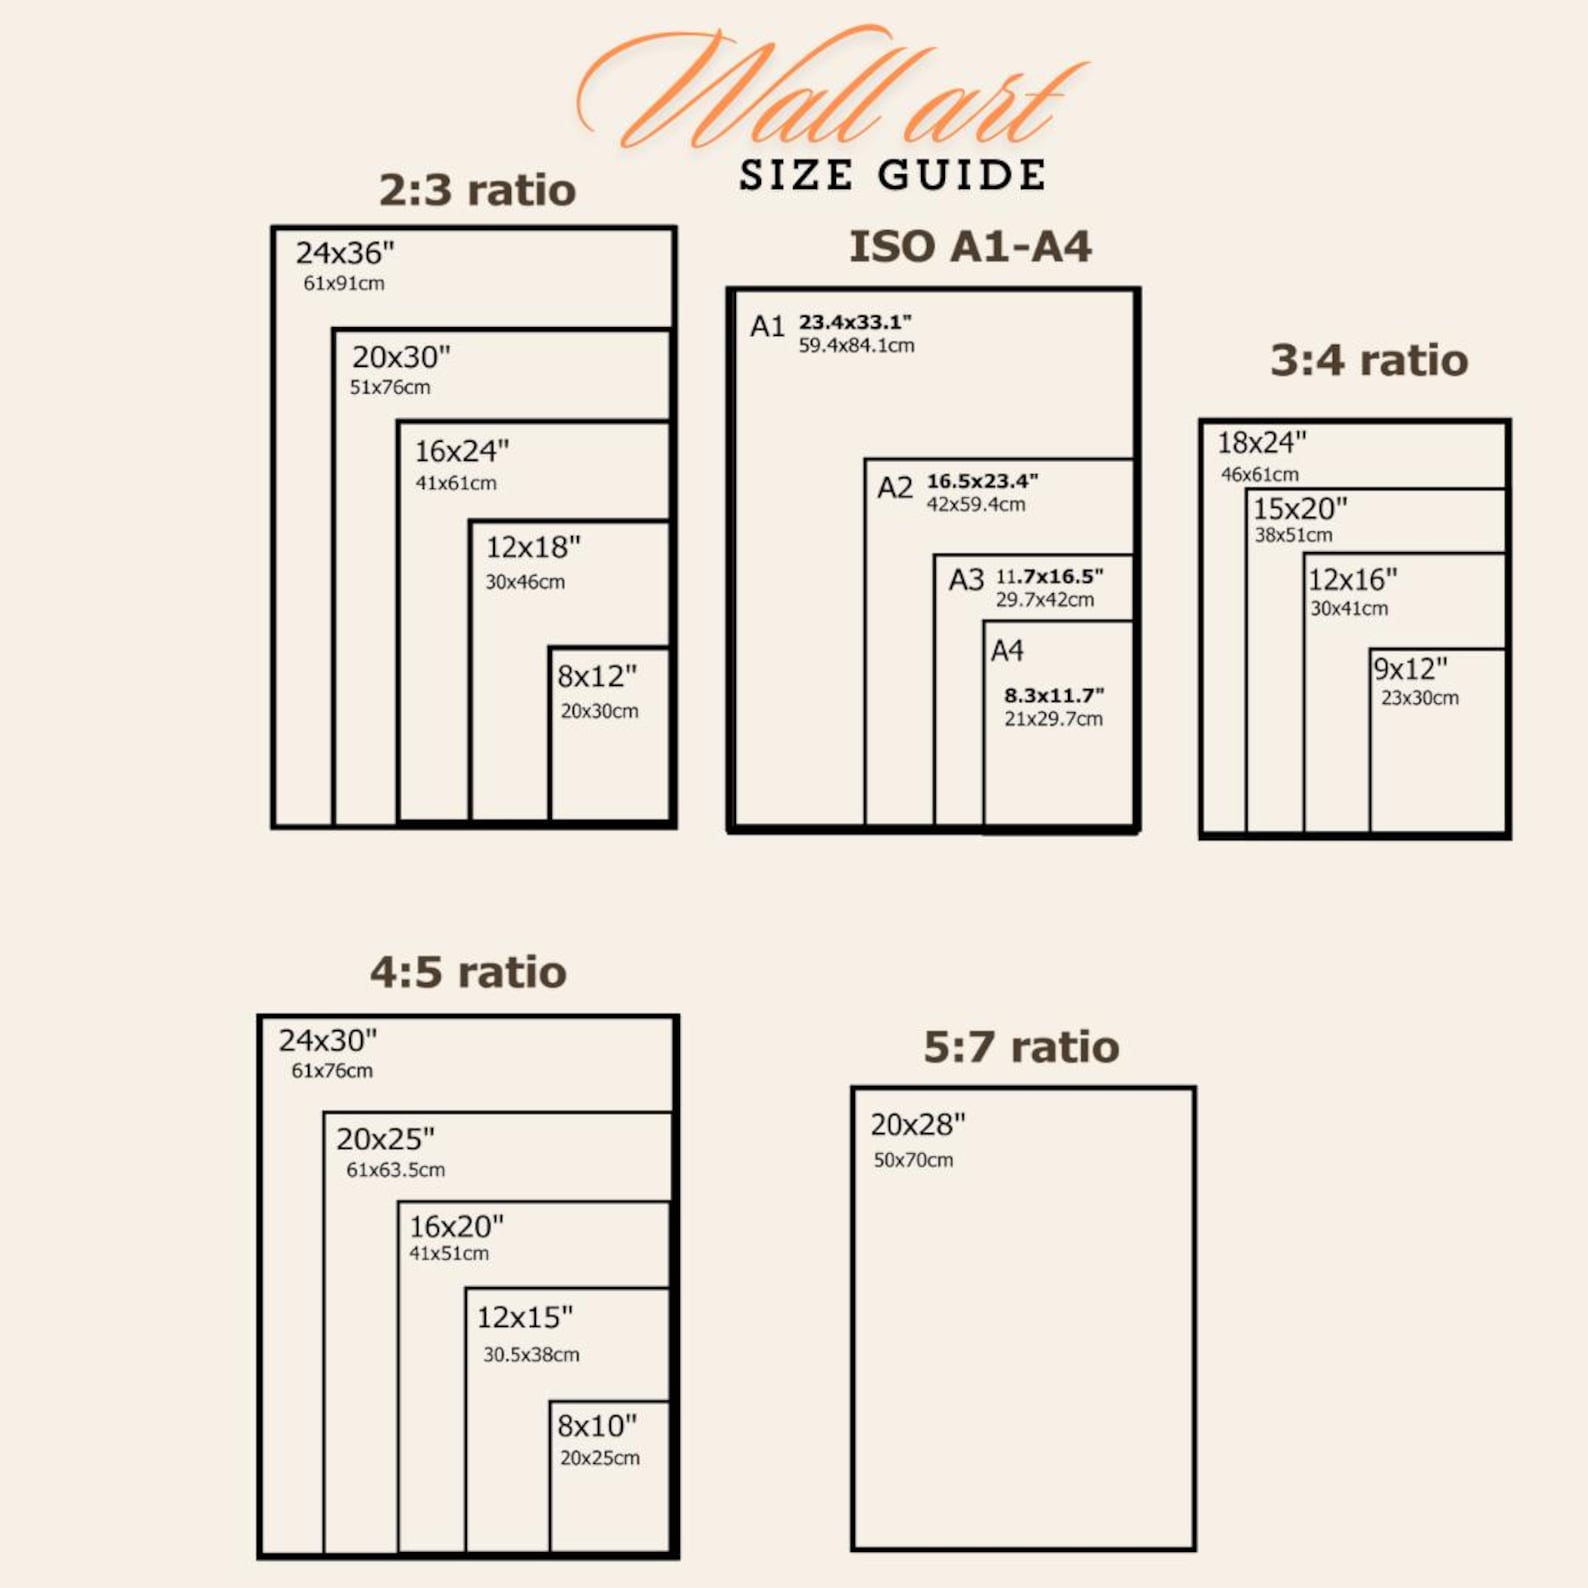 Wall art
SIZE GUIDE
2:3 ratio
24x36"
61x91cm
20x30"
51x76cm
16x24"
41x61cm
12x18"
30x46cm
8x12"
20x30cm
ISO A1-A4
A1 23.4x33.1"
59.4x84.1cm
A2 16.5x23.4"
42x59.4cm
A3 11.7x16.5"
29.7x42cm
A4
8.3x11.7"
21x29.7cm
3:4 ratio
18x24"
46x61cm
15x20"
38x51cm
12x16"
30x41cm
9x12"
23x30cm
4:5 ratio
24x30"
61x76cm
20x25"
61x63.5cm
16x20"
41x51cm
12x15"
30.5x38cm
8x10"
20x25cm
5:7 ratio
20x28"
50x70cm